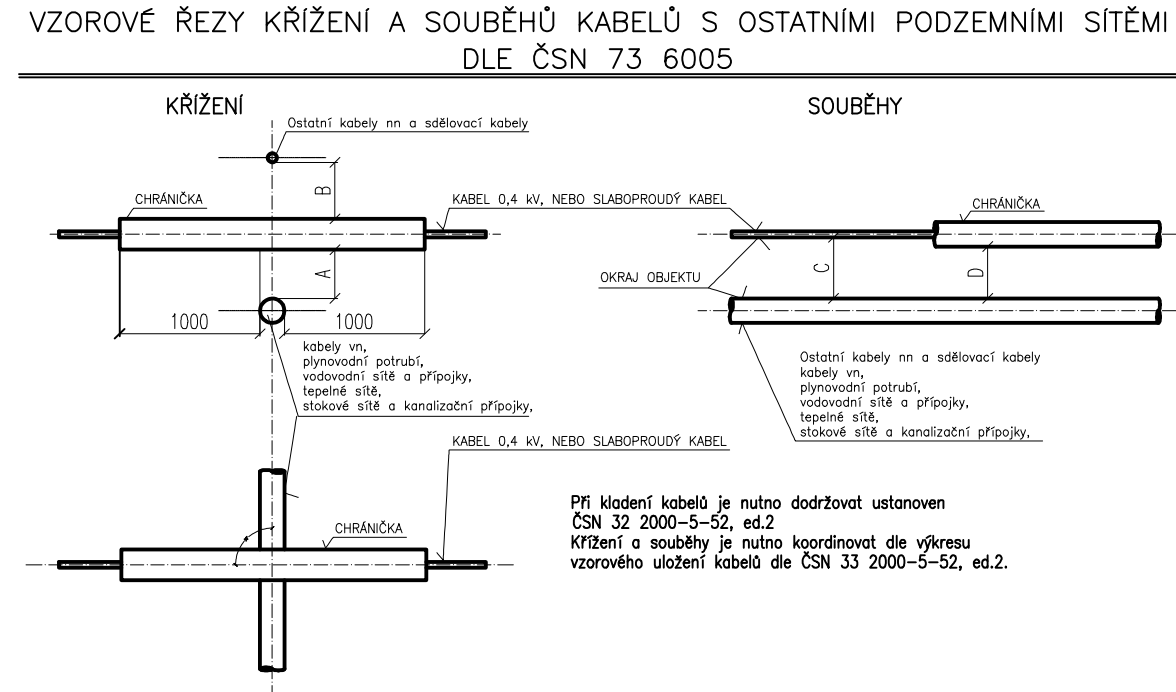 VZOROVÉ ŘEZY KŘÍŽENÍ A SOUBĚHŮ KABELŮ S OSTATNÍMI PODZEMNÍMI SÍTĚMI
DLE ČSN 73 6005
KŘÍŽENÍ
Ostatní kabely nn a sdělovací kabely
B
CHRÁNIČKA
KABEL 0,4 kV, NEBO SLABOPROUDÝ KABEL
A
1000
1000
kabely vn,
plynovodní potrubí,
vodovodní sítě a přípojky,
tepelné sítě,
stokové sítě a kanalizační přípojky,
KABEL 0,4 kV, NEBO SLABOPROUDÝ KABEL
CHRÁNIČKA
SOUBĚHY
CHRÁNIČKA
C
D
OKRAJ OBJEKTU
Ostatní kabely nn a sdělovací kabely
kabely vn,
plynovodní potrubí,
vodovodní sítě a přípojky,
tepelné sítě,
stokové sítě a kanalizační přípojky,
Při kladení kabelů je nutno dodržovat ustanoven
ČSN 32 2000-5-52, ed.2
Křížení a souběhy je nutno koordinovat dle výkresu
vzorového uložení kabelů dle ČSN 33 2000-5-52, ed.2.